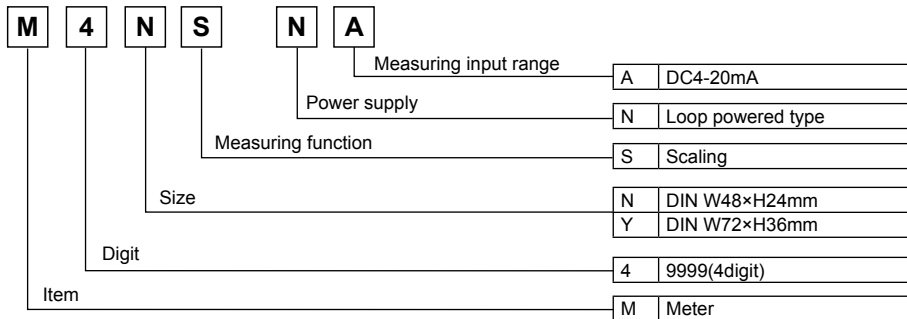 M 4 N S N A
Measuring input range
A DC4-20mA
Power supply
N Loop powered type
Measuring function
S Scaling
Size
N DIN W48×H24mm
Y DIN W72×H36mm
Digit
4 9999(4digit)
Item
M Meter